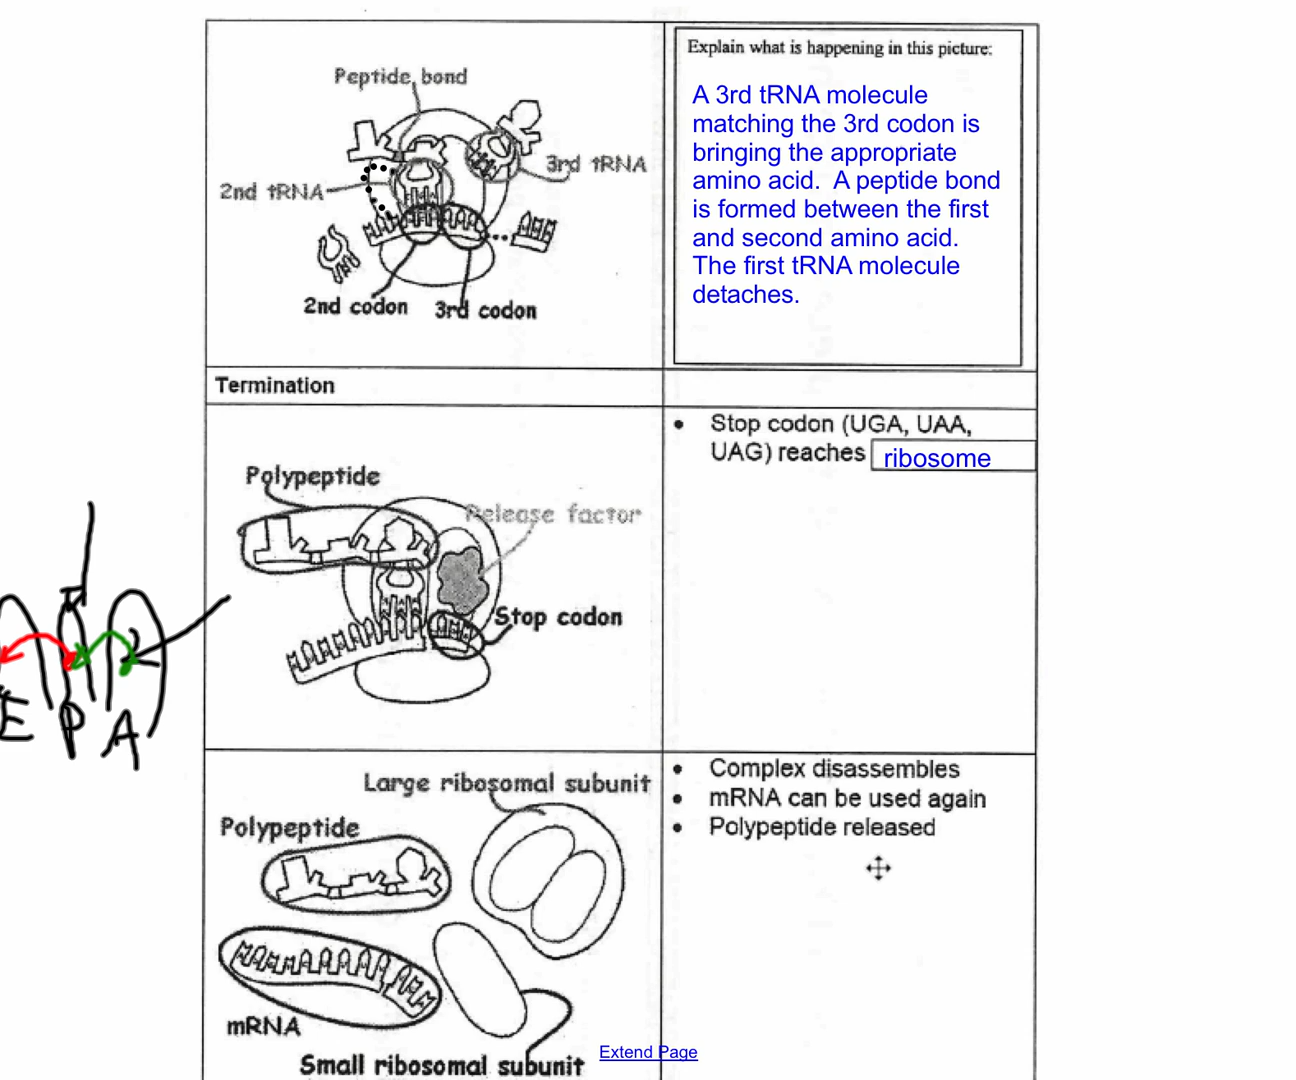 Peptide bond
3rd tRNA
2nd tRNA
2nd codon
3rd codon
Explain what is happening in this picture:
A 3rd tRNA molecule
matching the 3rd codon is
bringing the appropriate
amino acid. A peptide bond
is formed between the first
and second amino acid.
The first tRNA molecule
detaches.
Termination
Polypeptide
Release factor
Stop codon
• Stop codon (UGA, UAA,
UAG) reaches ribosome
E P A
Large ribosomal subunit
Polypeptide
mRNA
Small ribosomal subunit
• Complex disassembles
• mRNA can be used again
• Polypeptide released
Extend Page